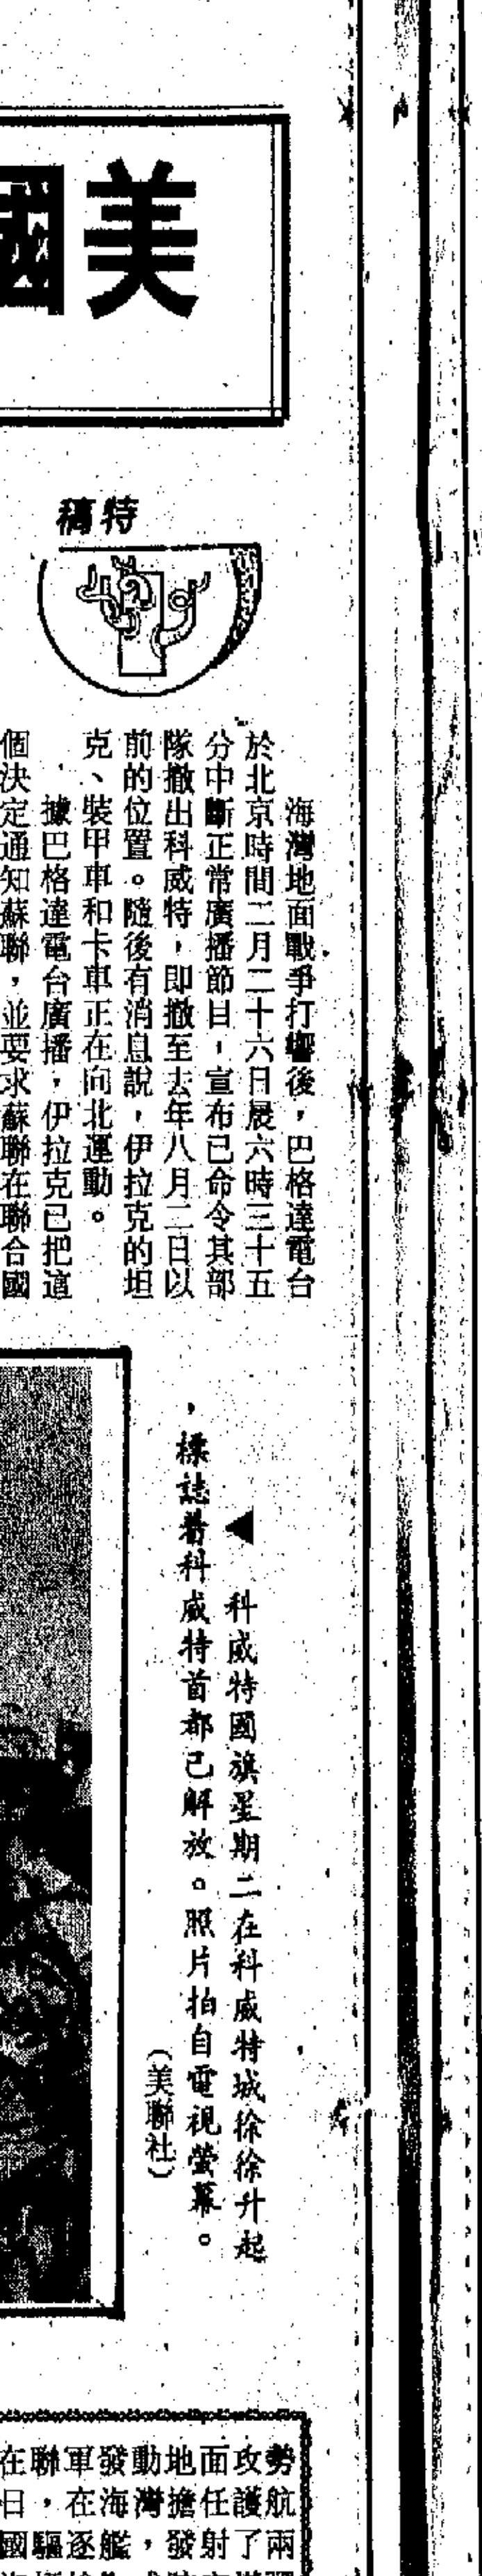 美國
特稿
海灣地面戰爭打響後，巴格達電台
於北京時間二月二十六日晨六時三十五
分中斷正常廣播節目，宣布已命令其部
隊撤出科威特，即撤至去年八月二日以
前的位置。隨後有消息說，伊拉克的坦
克、裝甲車和卡車正在向北運動。
據巴格達電台廣播，伊拉克已把這
個決定通知蘇聯，並要求蘇聯在聯合國
◀科威特國旗星期二在科威特城徐徐升起
，標誌着科威特首都已解放。照片拍自電視螢幕。
（美聯社）
勢航兩
攻護了
面任射
地擔發
動灣，
發海艦
軍在逐
聯，驅
在日國